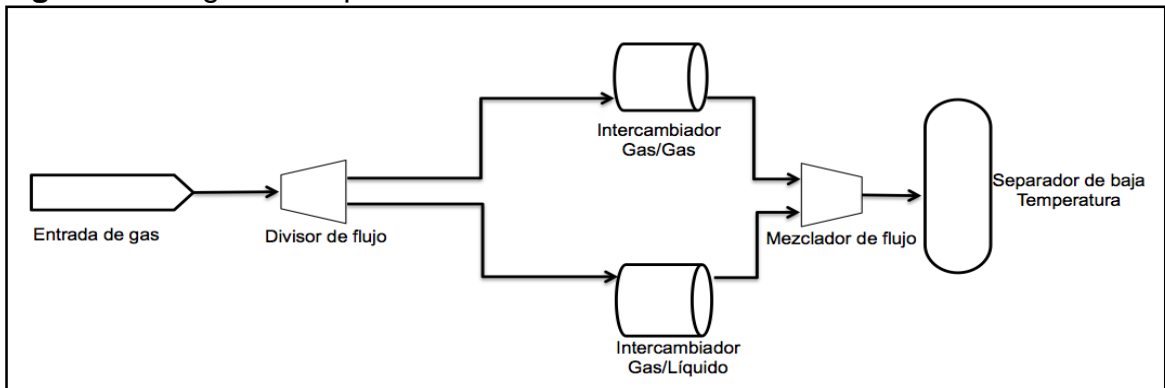 Entrada de gas
Divisor de flujo
Intercambiador
Gas/Gas
Intercambiador
Gas/Líquido
Mezclador de flujo
Separador de baja
Temperatura